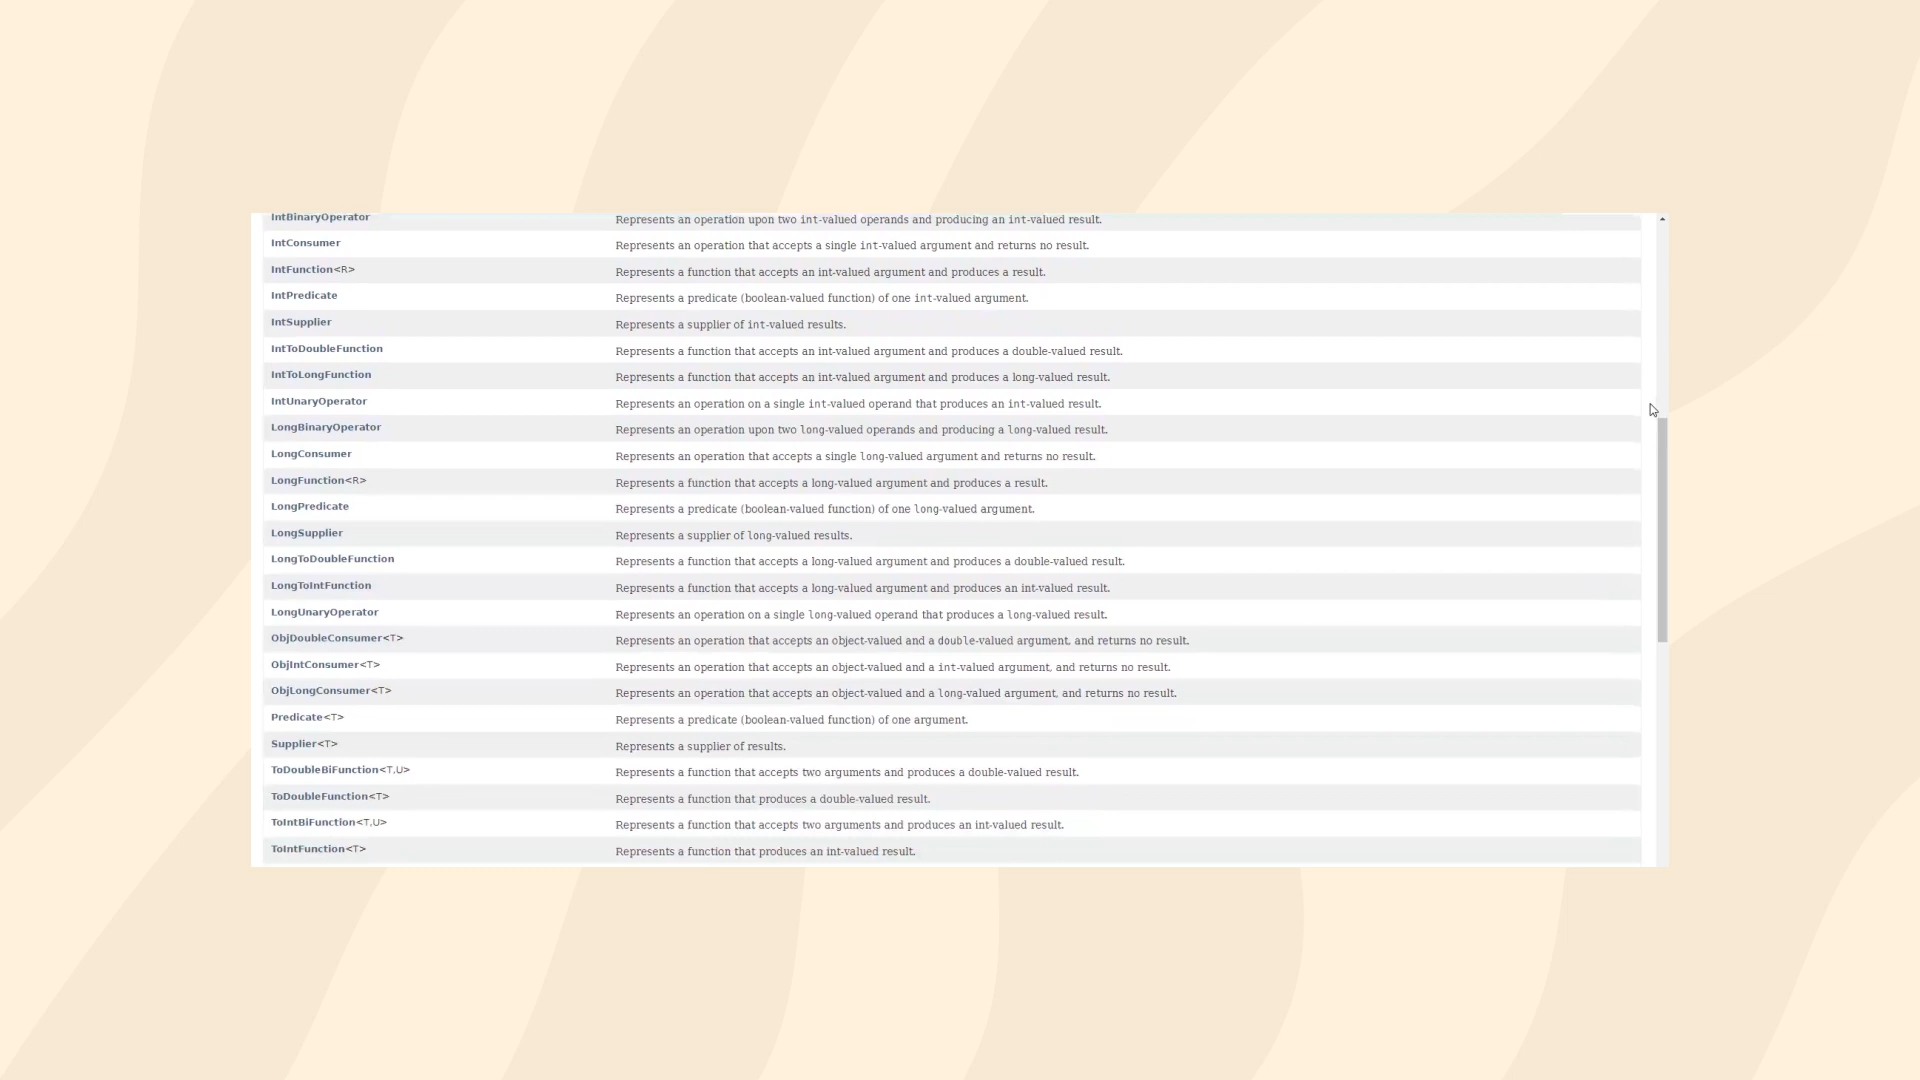 IntBinaryOperator Represents an operation upon two int-valued operands and producing an int-valued result.
IntConsumer Represents an operation that accepts a single int-valued argument and returns no result.
IntFunction<R> Represents a function that accepts an int-valued argument and produces a result.
IntPredicate Represents a predicate (boolean-valued function) of one int-valued argument.
IntSupplier Represents a supplier of int-valued results.
IntToDoubleFunction Represents a function that accepts an int-valued argument and produces a double-valued result.
IntToLongFunction Represents a function that accepts an int-valued argument and produces a long-valued result.
IntUnaryOperator Represents an operation on a single int-valued operand that produces an int-valued result.
LongBinaryOperator Represents an operation upon two long-valued operands and producing a long-valued result.
LongConsumer Represents an operation that accepts a single long-valued argument and returns no result.
LongFunction<R> Represents a function that accepts a long-valued argument and produces a result.
LongPredicate Represents a predicate (boolean-valued function) of one long-valued argument.
LongSupplier Represents a supplier of long-valued results.
LongToDoubleFunction Represents a function that accepts a long-valued argument and produces a double-valued result.
LongToIntFunction Represents a function that accepts a long-valued argument and produces an int-valued result.
LongUnaryOperator Represents an operation on a single long-valued operand that produces a long-valued result.
ObjDoubleConsumer<T> Represents an operation that accepts an object-valued and a double-valued argument, and returns no result.
ObjIntConsumer<T> Represents an operation that accepts an object-valued and a int-valued argument, and returns no result.
ObjLongConsumer<T> Represents an operation that accepts an object-valued and a long-valued argument, and returns no result.
Predicate<T> Represents a predicate (boolean-valued function) of one argument.
Supplier<T> Represents a supplier of results.
ToDoubleBiFunction<T,U> Represents a function that accepts two arguments and produces a double-valued result.
ToDoubleFunction<T> Represents a function that produces a double-valued result.
ToIntBiFunction<T,U> Represents a function that accepts two arguments and produces an int-valued result.
ToIntFunction<T> Represents a function that produces an int-valued result.